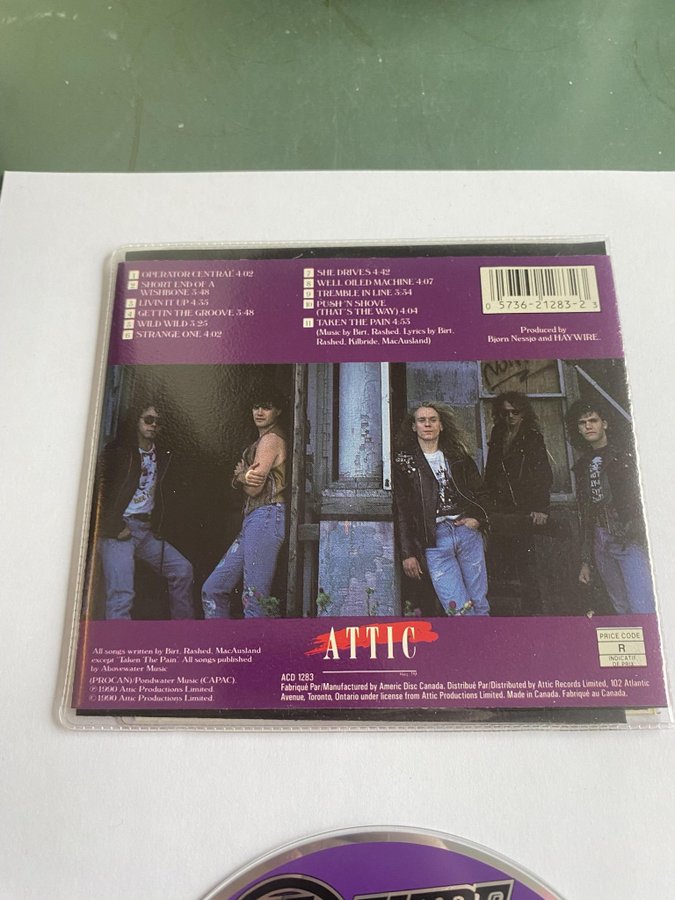 1 OPERATOR CENTRAL 4:02
2 SHORT END OF A
WISHBONE 3:48
3 LIVIN IT UP 4:35
4 GETTIN THE GROOVE 3:48
5 WILD WILD 3:25
6 STRANGE ONE 4:02
7 SHE DRIVES 4:42
8 WELL OILED MACHINE 4:07
9 TREMBLE IN LINE 3:34
10 PUSH 'N SHOVE
(THAT'S THE WAY) 4:04
11 TAKEN THE PAIN 4:53
(Music by Birt, Rashed. Lyrics by Birt,
Rashed, Kilbride, MacAusland)
0 5736-21283-2 3
Produced by
Bjørn Nessjo and HAYWIRE.
All songs written by Birt, Rashed, MacAusland
except 'Taken The Pain'. All songs published
by Abovewater Music
(PROCAN)/Pondwater Music (CAPAC).
℗ 1990 Attic Productions Limited.
© 1990 Attic Productions Limited.
ATTIC
ACD 1283
Fabriqué Par/Manufactured by Americ Disc Canada. Distribué Par/Distributed by Attic Records Limited, 102 Atlantic
Avenue, Toronto, Ontario under license from Attic Productions Limited. Made in Canada. Fabriqué au Canada.
PRICE CODE
R
INDICATIF
DE PRIX